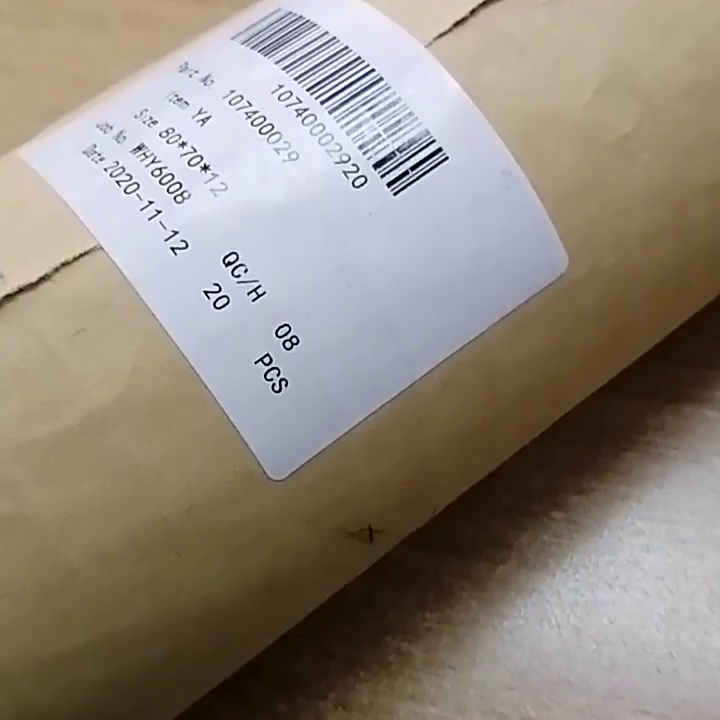 10740002920
Part No. 107400029
Item YA
Size 80*70*12 QC/H 08
Job No. WHY6008 20 PCS
Date 2020-11-12